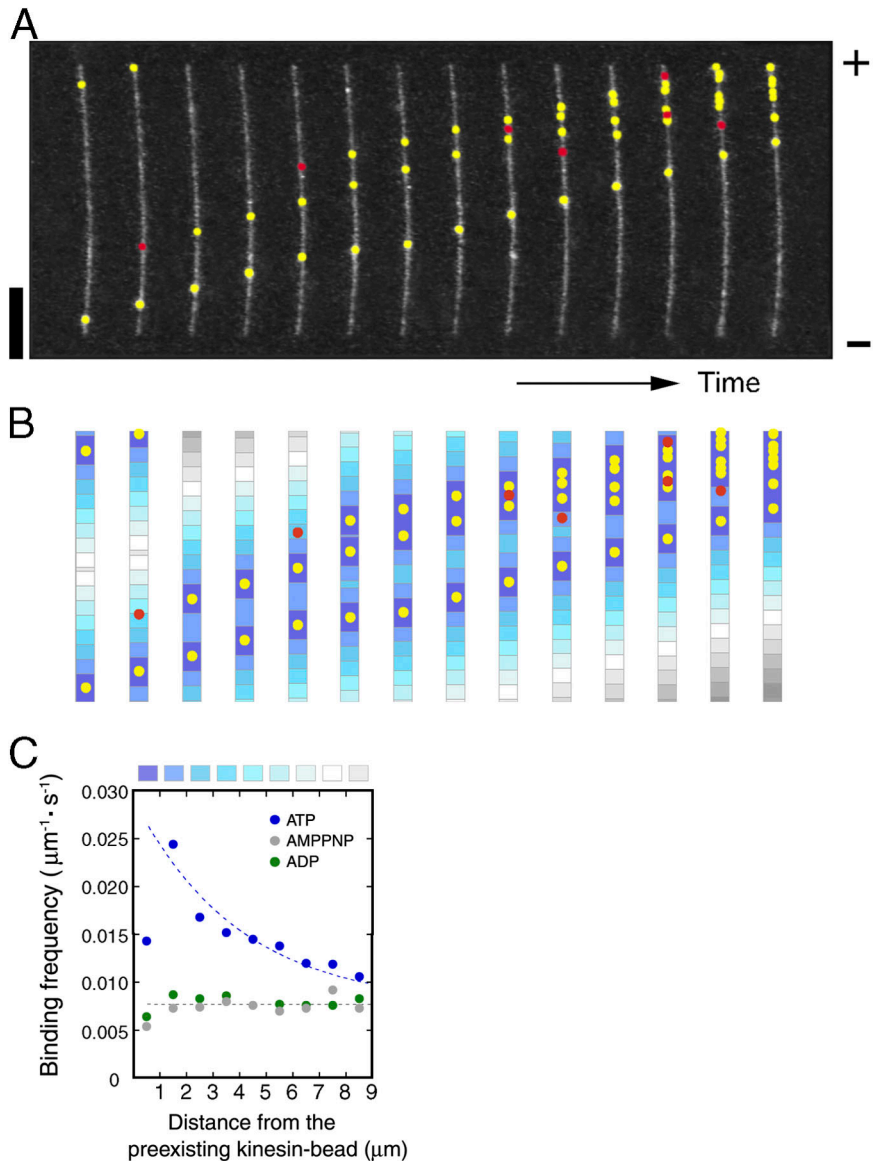 A
+
−
Time
B
C
Binding frequency ( μm⁻¹ · s⁻¹)
0.030
0.025
0.020
0.015
0.010
0.005
0
ATP
AMPPNP
ADP
1 2 3 4 5 6 7 8 9
Distance from the
preexisting kinesin-bead (μm)